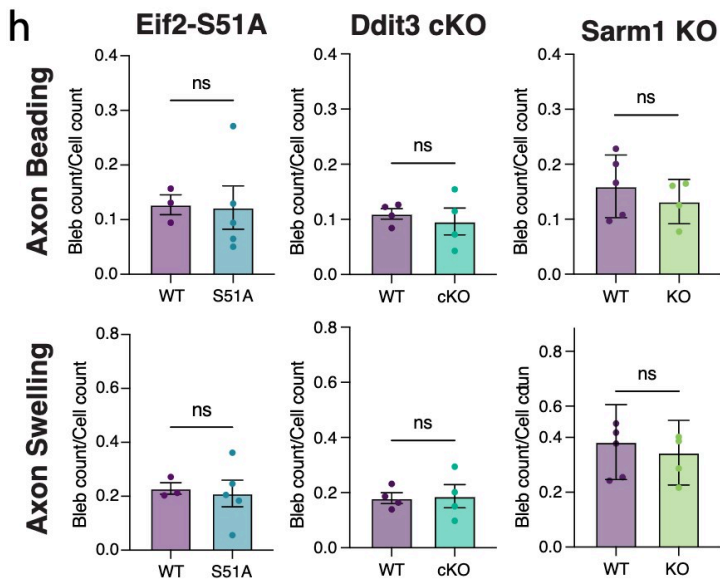 h
Eif2-S51A
Ddit3 cKO
Sarm1 KO
Axon Beading
Bleb count/Cell count
0.4
0.3
0.2
0.1
0.0
ns
WT
S51A
Bleb count/Cell count
0.4
0.3
0.2
0.1
0.0
ns
WT
cKO
Bleb count/Cell count
0.4
0.3
0.2
0.1
0.0
ns
WT
KO
Axon Swelling
Bleb count/Cell count
0.8
0.6
0.4
0.2
0.0
ns
WT
S51A
Bleb count/Cell count
0.8
0.6
0.4
0.2
0.0
ns
WT
cKO
Bleb count/Cell
0.8
0.6
0.4
0.2
0.0
ns
WT
KO